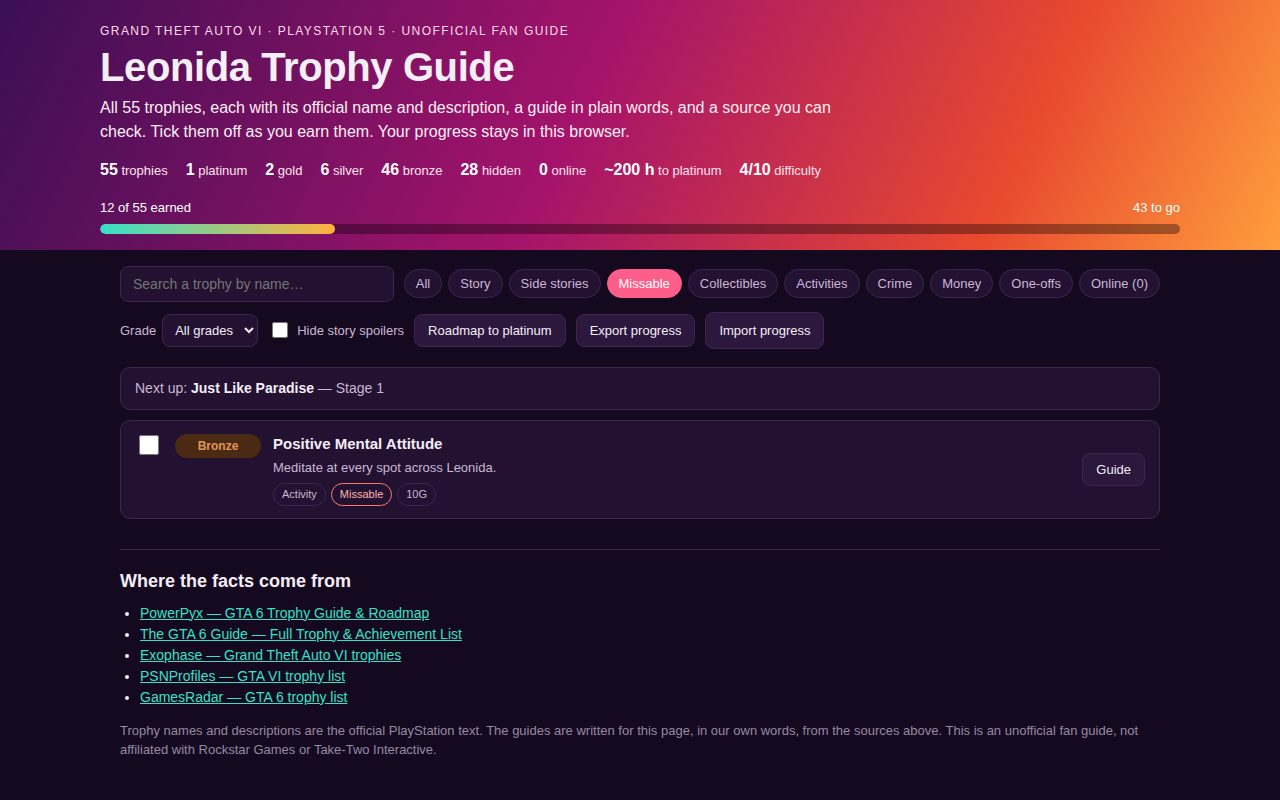 GRAND THEFT AUTO VI · PLAYSTATION 5 · UNOFFICIAL FAN GUIDE
Leonida Trophy Guide
All 55 trophies, each with its official name and description, a guide in plain words, and a source you can
check. Tick them off as you earn them. Your progress stays in this browser.
55 trophies 1 platinum 2 gold 6 silver 46 bronze 28 hidden 0 online ~200 h to platinum 4/10 difficulty
12 of 55 earned 43 to go
Search a trophy by name… All Story Side stories Missable Collectibles Activities Crime Money One-offs Online (0)
Grade All grades Hide story spoilers Roadmap to platinum Export progress Import progress
Next up: Just Like Paradise — Stage 1
Bronze Positive Mental Attitude
Meditate at every spot across Leonida.
Activity Missable 10G
Guide
Where the facts come from
• PowerPyx — GTA 6 Trophy Guide & Roadmap
• The GTA 6 Guide — Full Trophy & Achievement List
• Exophase — Grand Theft Auto VI trophies
• PSNProfiles — GTA VI trophy list
• GamesRadar — GTA 6 trophy list
Trophy names and descriptions are the official PlayStation text. The guides are written for this page, in our own words, from the sources above. This is an unofficial fan guide, not
affiliated with Rockstar Games or Take-Two Interactive.